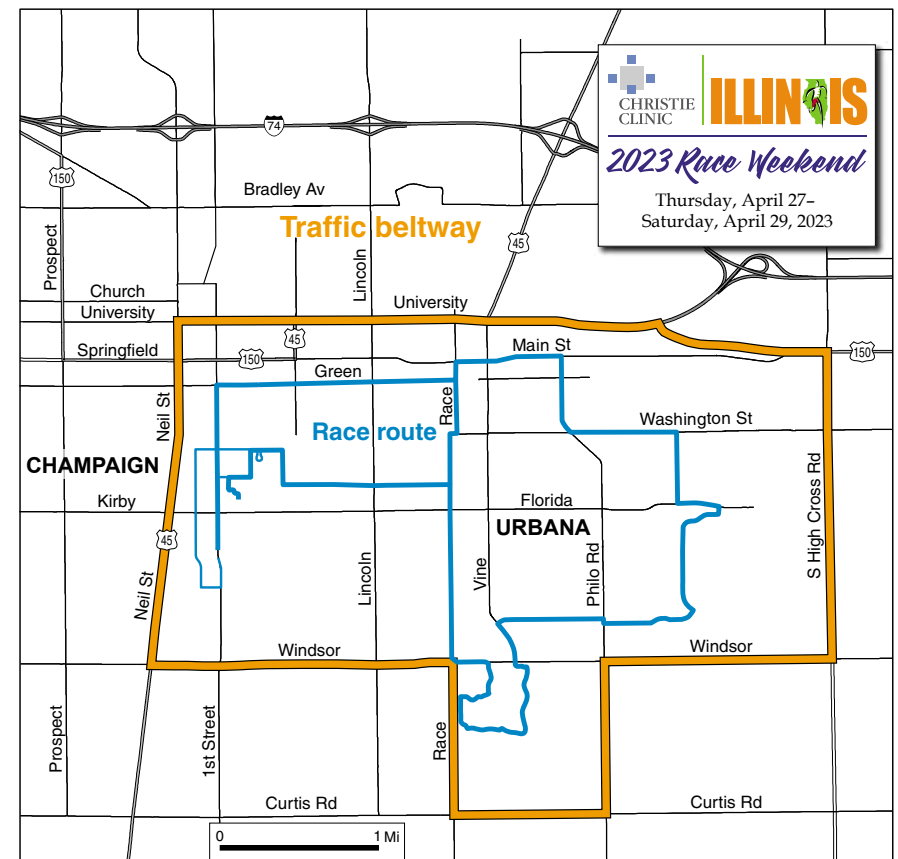 CHRISTIE
CLINIC
ILLINOIS
2023 Race Weekend
Thursday, April 27–
Saturday, April 29, 2023
74
150
Bradley Av
Traffic beltway
45
Prospect
Lincoln
Church
University
University
45
Springfield
150
Main St
150
Green
Neil St
Race
Race route
Washington St
CHAMPAIGN
Kirby
Florida
URBANA
S High Cross Rd
45
Neil St
Lincoln
Vine
Philo Rd
Windsor
Windsor
Prospect
1st Street
Race
Curtis Rd
Curtis Rd
0 1 Mi